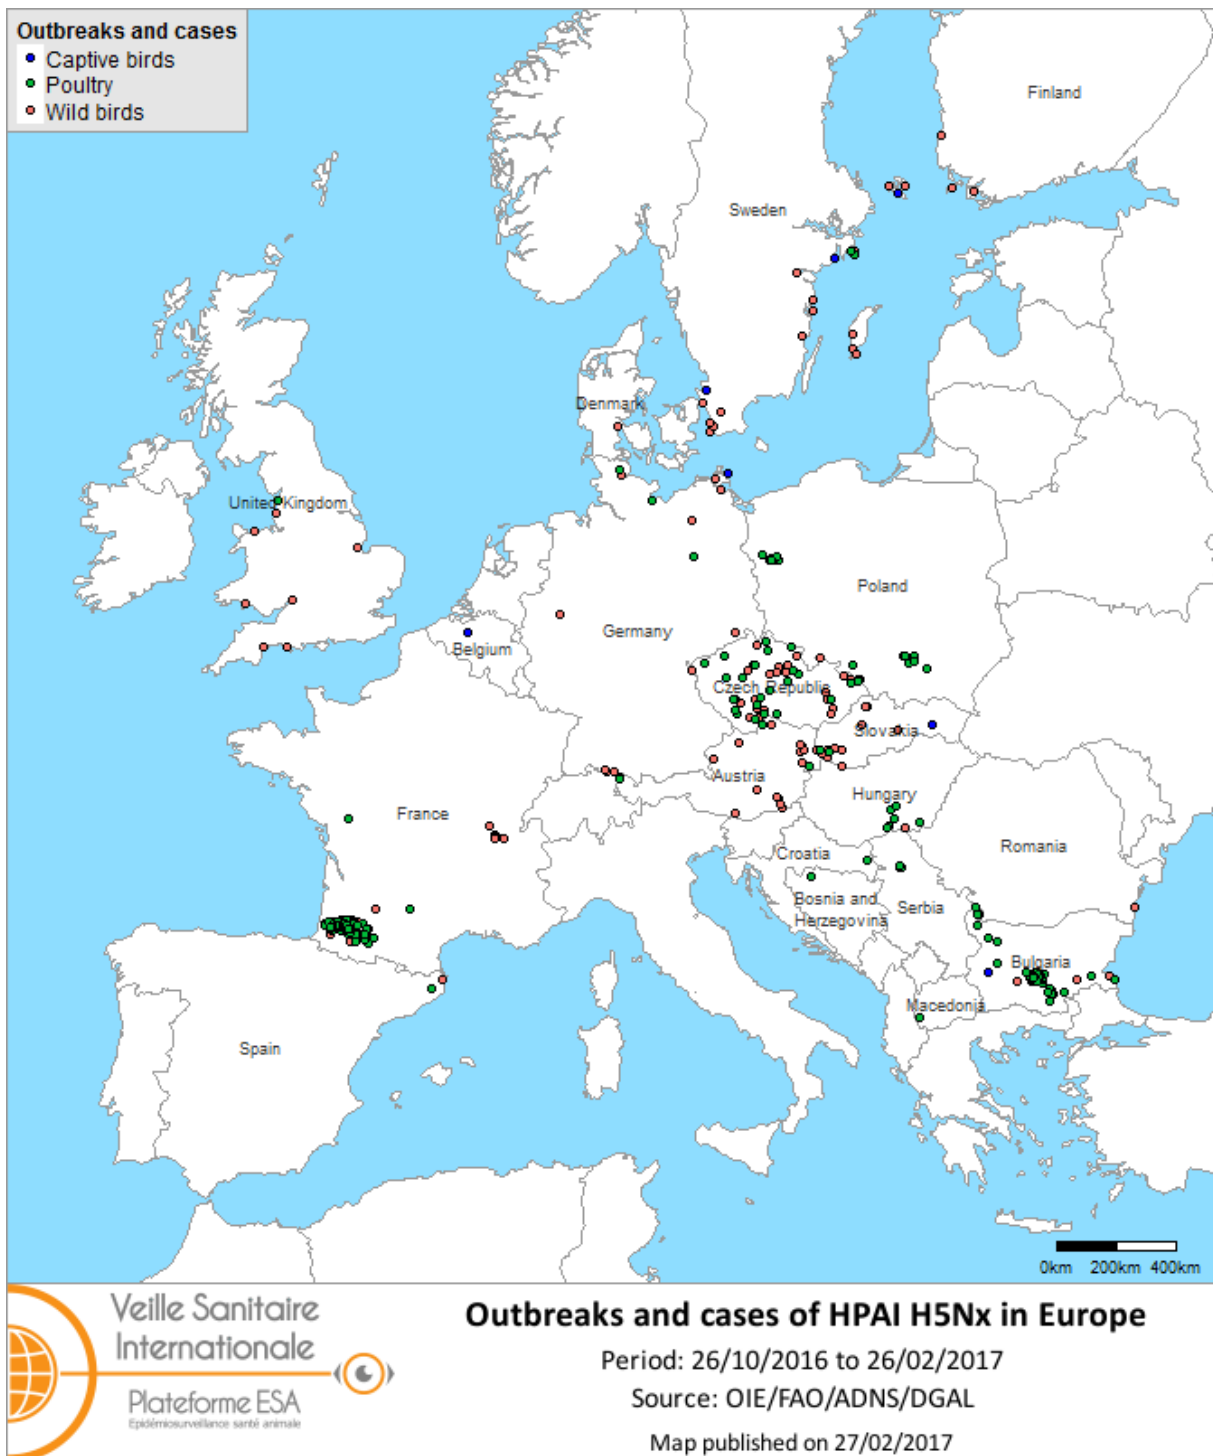 Outbreaks and cases
Captive birds
Poultry
Wild birds
Finland
Sweden
Denmark
United Kingdom
Poland
Germany
Belgium
Czech Republic
Slovakia
Austria
Hungary
France
Croatia
Romania
Bosnia and
Herzegovina
Serbia
Bulgaria
Macedonia
Spain
0km 200km 400km
Veille Sanitaire
Internationale
Plateforme ESA
Epidémiosurveillance santé animale
Outbreaks and cases of HPAI H5Nx in Europe
Period: 26/10/2016 to 26/02/2017
Source: OIE/FAO/ADNS/DGAL
Map published on 27/02/2017